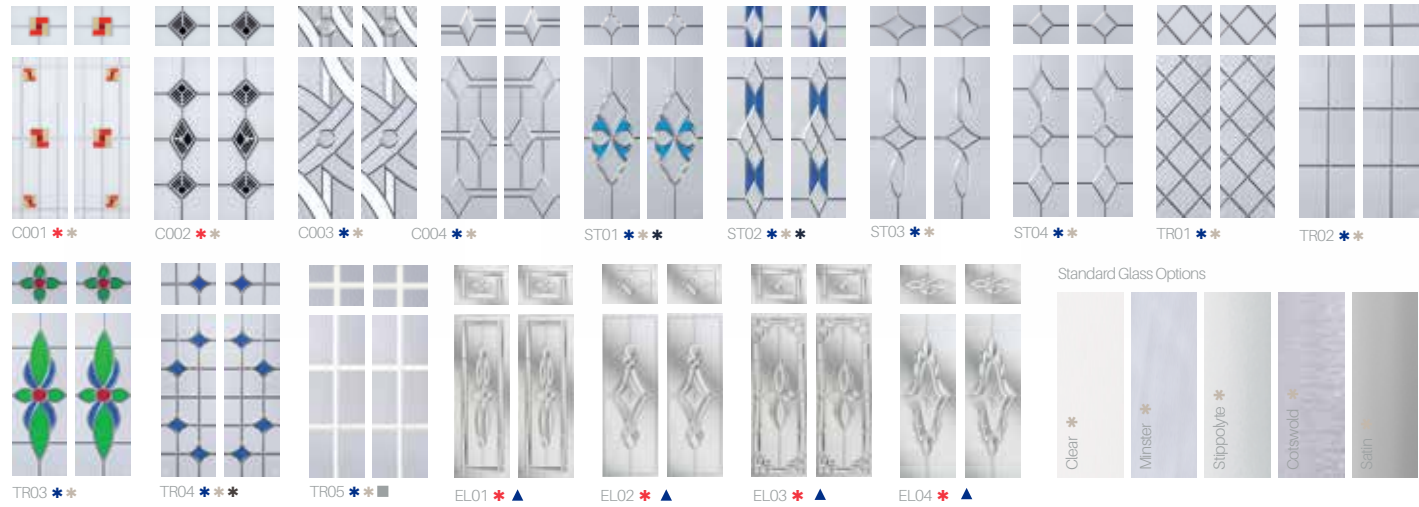 C001 * *
C002 * *
C003 * *
C004 * *
ST01 * * *
ST02 * * *
ST03 * *
ST04 * *
TR01 * *
TR02 * *
Standard Glass Options
Clear *
Minster *
Stippolyte *
Cotswold *
Satin *
TR03 * *
TR04 * * *
TR05 * * ■
EL01 * ▲
EL02 * ▲
EL03 * ▲
EL04 * ▲